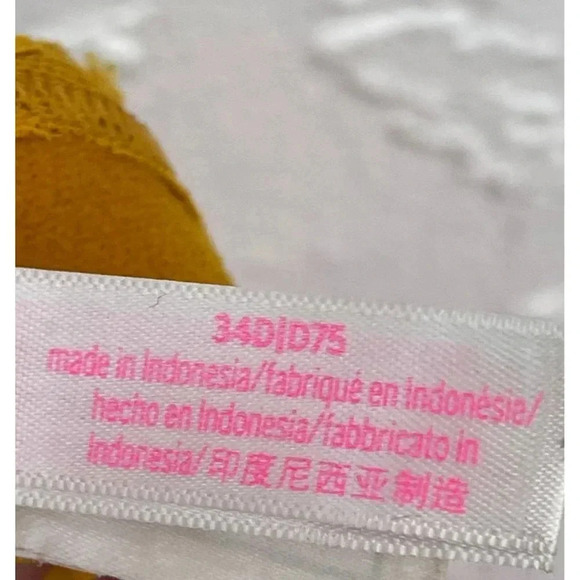 34D|D75
made in Indonesia/fabriqué en Indonésie/
hecho en Indonesia/fabbricato in
Indonesia/印度尼西亚制造